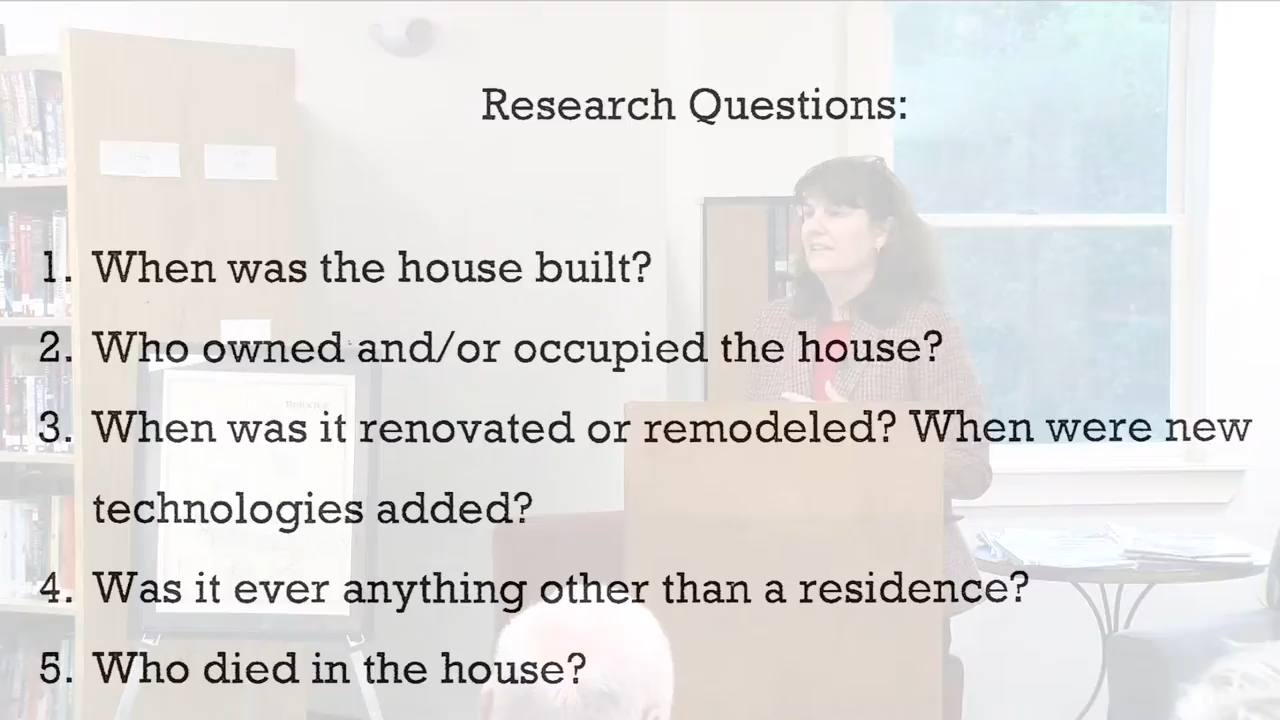 Research Questions:
1. When was the house built?
2. Who owned and/or occupied the house?
3. When was it renovated or remodeled? When were new
technologies added?
4. Was it ever anything other than a residence?
5. Who died in the house?